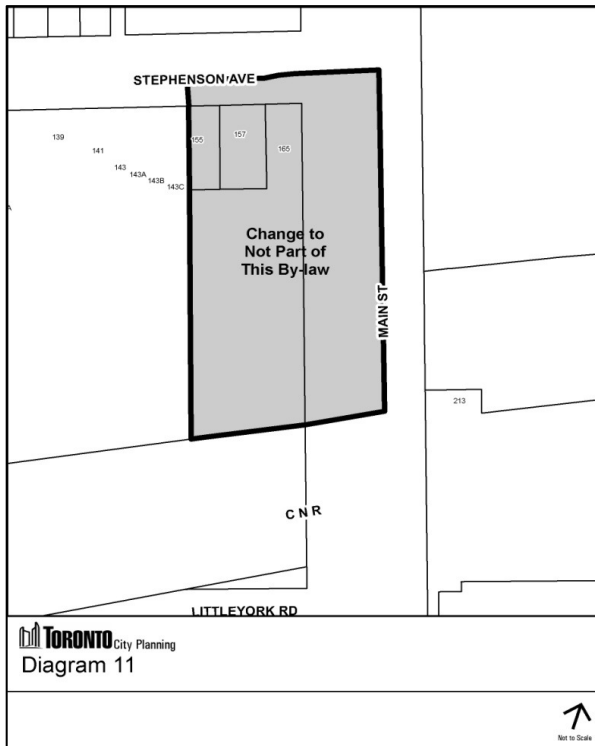 STEPHENSON AVE
139
141
143
143A
143B
143C
155
157
165
A
Change to
Not Part of
This By-law
MAIN ST
213
C N R
LITTLEYORK RD
TORONTO City Planning
Diagram 11
Not to Scale